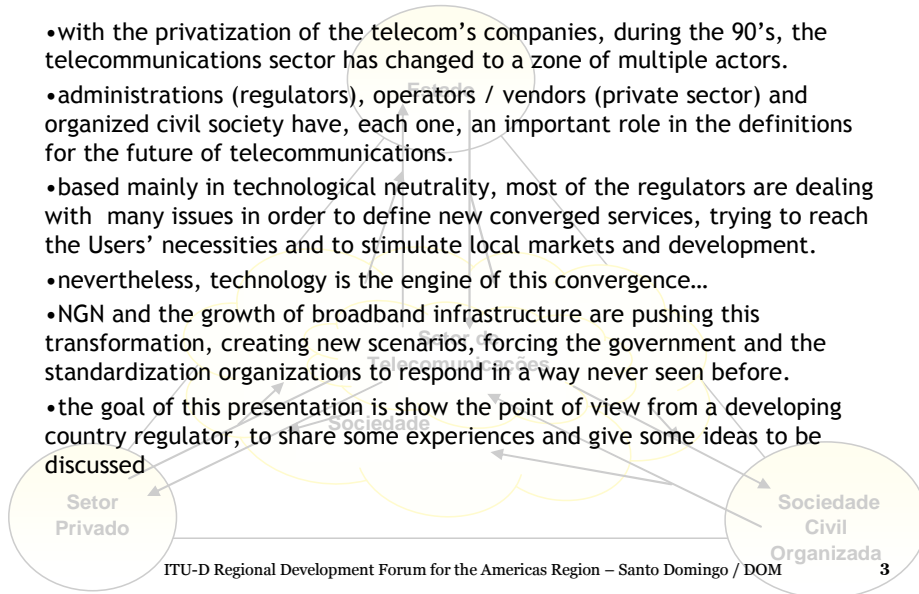 •with the privatization of the telecom’s companies, during the 90’s, the
telecommunications sector has changed to a zone of multiple actors.
•administrations (regulators), operators / vendors (private sector) and
organized civil society have, each one, an important role in the definitions
for the future of telecommunications.
•based mainly in technological neutrality, most of the regulators are dealing
with many issues in order to define new converged services, trying to reach
the Users’ necessities and to stimulate local markets and development.
•nevertheless, technology is the engine of this convergence…
•NGN and the growth of broadband infrastructure are pushing this
transformation, creating new scenarios, forcing the government and the
standardization organizations to respond in a way never seen before.
•the goal of this presentation is show the point of view from a developing
country regulator, to share some experiences and give some ideas to be
discussed
Estado
Setor de
Telecomunicações
Sociedade
Setor
Privado
Sociedade
Civil
Organizada
ITU-D Regional Development Forum for the Americas Region – Santo Domingo / DOM
3